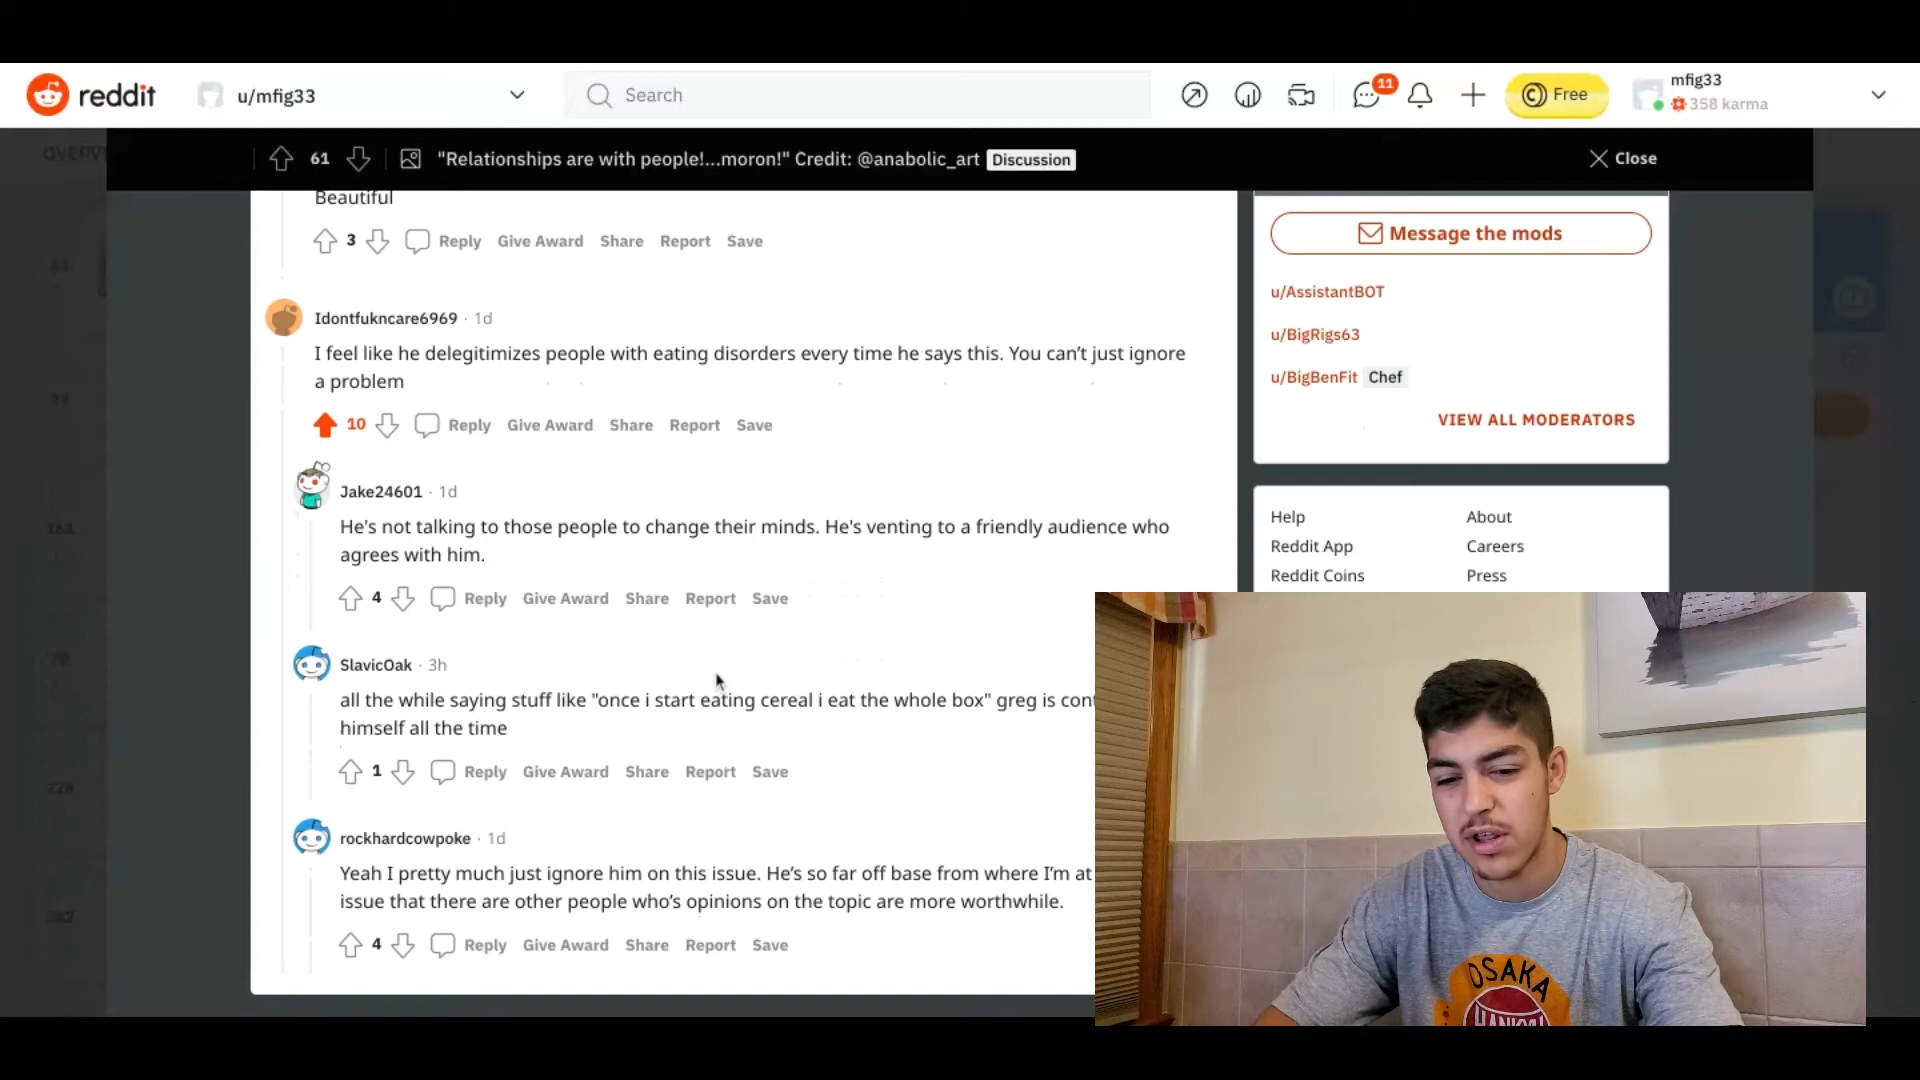 reddit
u/mfig33
Search
11
Free
mfig33
358 karma
61
"Relationships are with people!...moron!" Credit: @anabolic_art Discussion
Close
Beautiful
3 Reply Give Award Share Report Save
Idontfukncare6969 · 1d
I feel like he delegitimizes people with eating disorders every time he says this. You can’t just ignore
a problem
10 Reply Give Award Share Report Save
Jake24601 · 1d
He's not talking to those people to change their minds. He's venting to a friendly audience who
agrees with him.
4 Reply Give Award Share Report Save
SlavicOak · 3h
all the while saying stuff like "once i start eating cereal i eat the whole box" greg is
himself all the time
1 Reply Give Award Share Report Save
rockhardcowpoke · 1d
Yeah I pretty much just ignore him on this issue. He’s so far off base from where I’m at
issue that there are other people who’s opinions on the topic are more worthwhile.
4 Reply Give Award Share Report Save
Message the mods
u/AssistantBOT
u/BigRigs63
u/BigBenFit Chef
VIEW ALL MODERATORS
Help About
Reddit App Careers
Reddit Coins Press
OSAKA
HANKYU